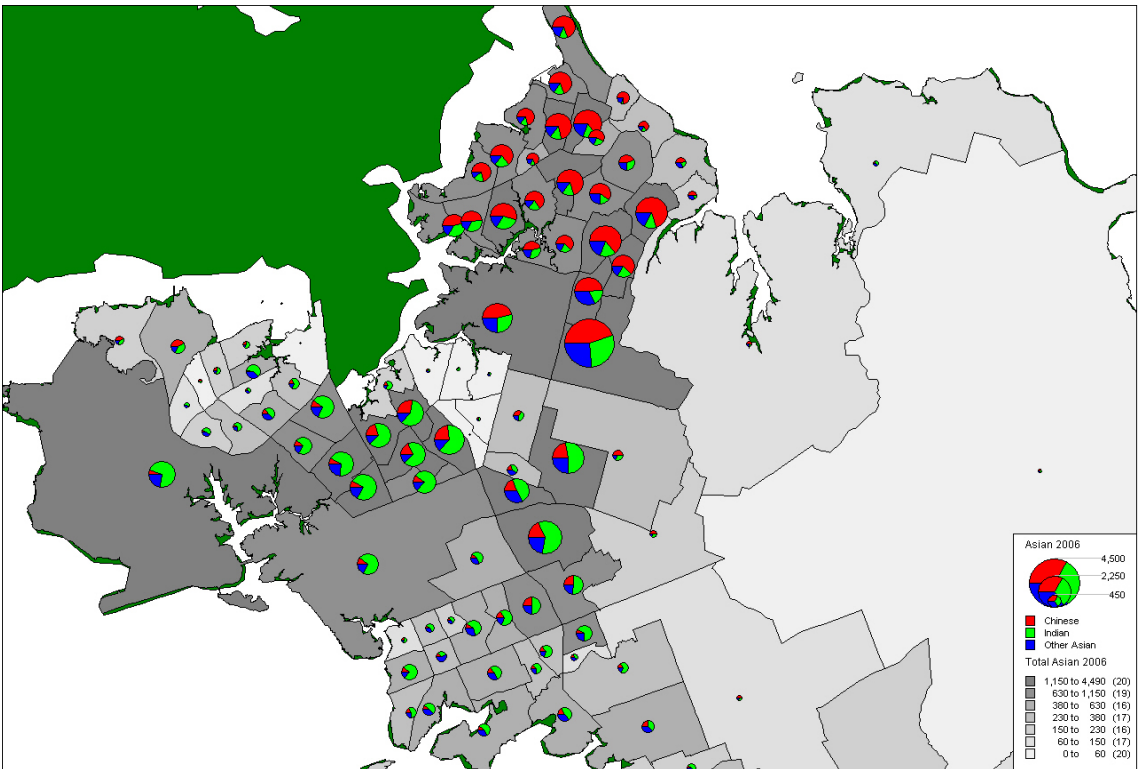 Asian 2006
4,500
2,250
450
Chinese
Indian
Other Asian
Total Asian 2006
1,150 to 4,490 (20)
630 to 1,150 (19)
380 to 630 (16)
230 to 380 (17)
150 to 230 (16)
60 to 150 (17)
0 to 60 (20)